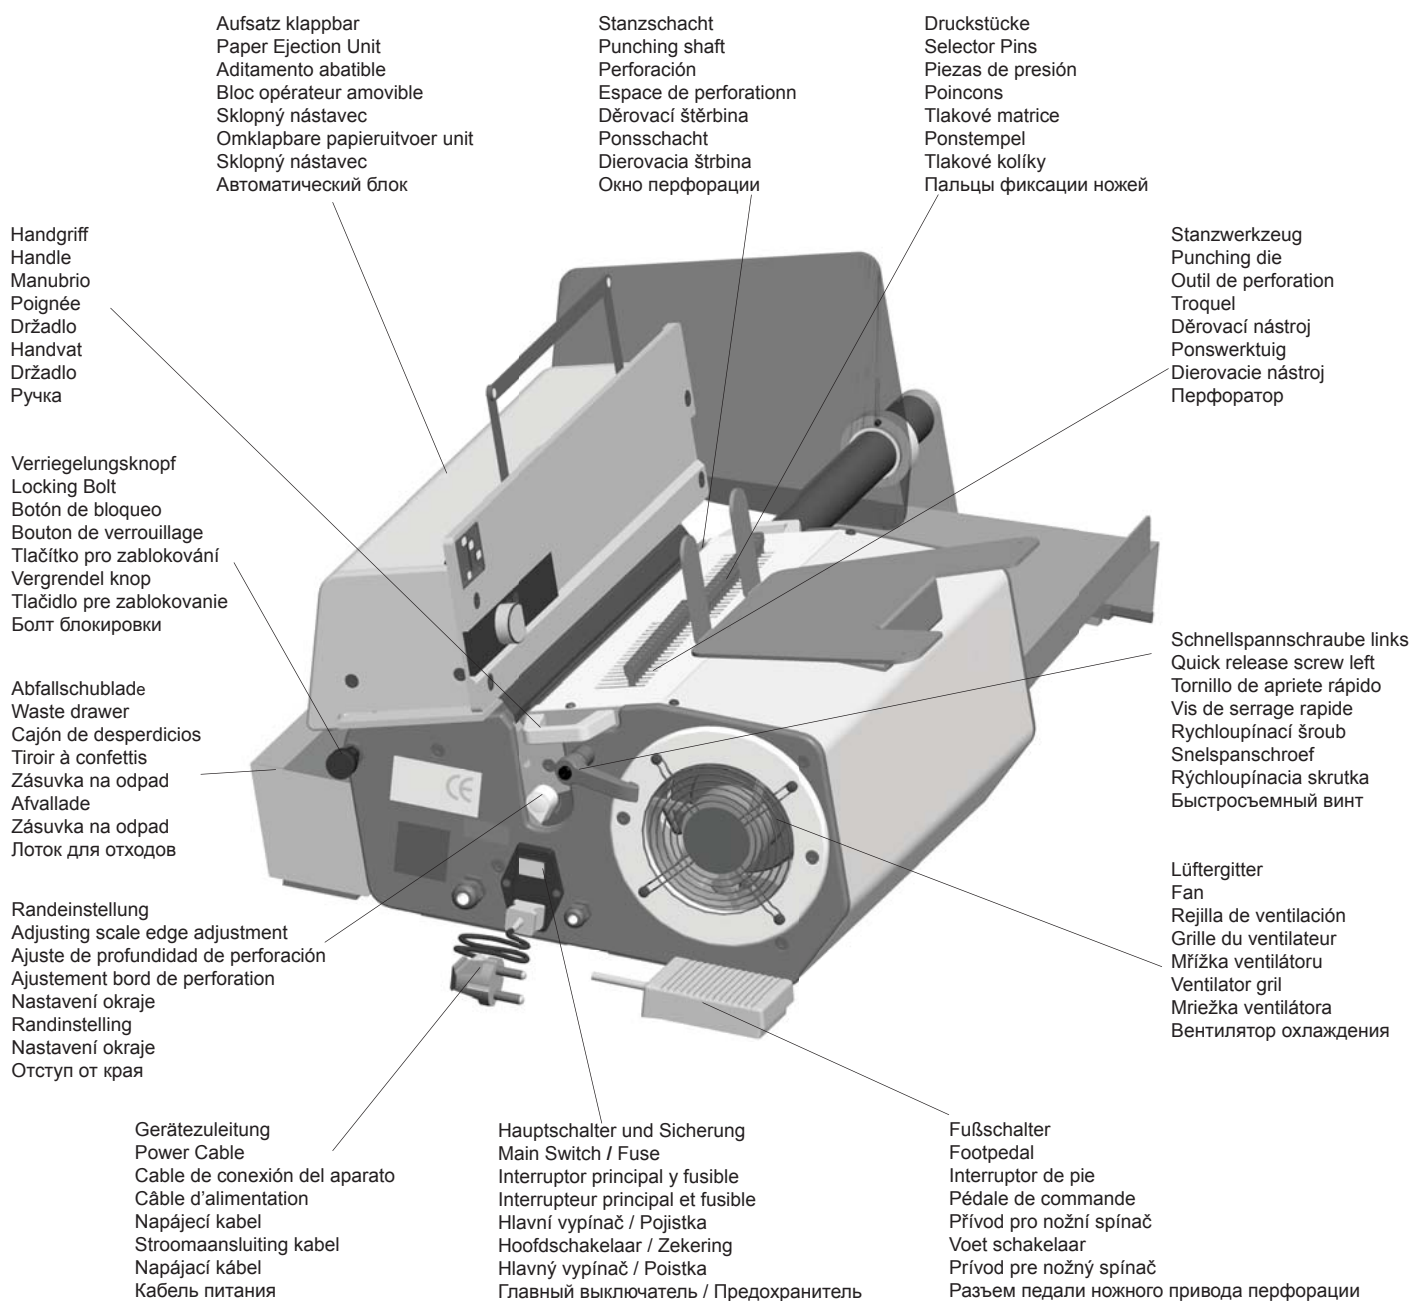 Aufsatz klappbar
Paper Ejection Unit
Aditamento abatible
Bloc opérateur amovible
Sklopný nástavec
Omklapbare papieruitvoer unit
Sklopný nástavec
Автоматический блок
Stanzschacht
Punching shaft
Perforación
Espace de perforationn
Děrovací štěrbina
Ponsschacht
Dierovacia štrbina
Окно перфорации
Druckstücke
Selector Pins
Piezas de presión
Poincons
Tlakové matrice
Ponstempel
Tlakové kolíky
Пальцы фиксации ножей
Handgriff
Handle
Manubrio
Poignée
Držadlo
Handvat
Držadlo
Ручка
Stanzwerkzeug
Punching die
Outil de perforation
Troquel
Děrovací nástroj
Ponswerktuig
Dierovacie nástroj
Перфоратор
Verriegelungsknopf
Locking Bolt
Botón de bloqueo
Bouton de verrouillage
Tlačítko pro zablokování
Vergrendel knop
Tlačidlo pre zablokovanie
Болт блокировки
Schnellspannschraube links
Quick release screw left
Tornillo de apriete rápido
Vis de serrage rapide
Rychloupínací šroub
Snelspanschroef
Rýchloupínacia skrutka
Быстросъемный винт
Abfallschublade
Waste drawer
Cajón de desperdicios
Tiroir à confettis
Zásuvka na odpad
Afvallade
Zásuvka na odpad
Лоток для отходов
CE
Lüftergitter
Fan
Rejilla de ventilación
Grille du ventilateur
Mřížka ventilátoru
Ventilator gril
Mriežka ventilátora
Вентилятор охлаждения
Randeinstellung
Adjusting scale edge adjustment
Ajuste de profundidad de perforación
Ajustement bord de perforation
Nastavení okraje
Randinstelling
Nastavení okraje
Отступ от края
Gerätezuleitung
Power Cable
Cable de conexión del aparato
Câble d’alimentation
Napájecí kabel
Stroomaansluiting kabel
Napájací kábel
Кабель питания
Hauptschalter und Sicherung
Main Switch / Fuse
Interruptor principal y fusible
Interrupteur principal et fusible
Hlavní vypínač / Pojistka
Hoofdschakelaar / Zekering
Hlavný vypínač / Poistka
Главный выключатель / Предохранитель
Fußschalter
Footpedal
Interruptor de pie
Pédale de commande
Přívod pro nožní spínač
Voet schakelaar
Prívod pre nožný spínač
Разъем педали ножного привода перфорации